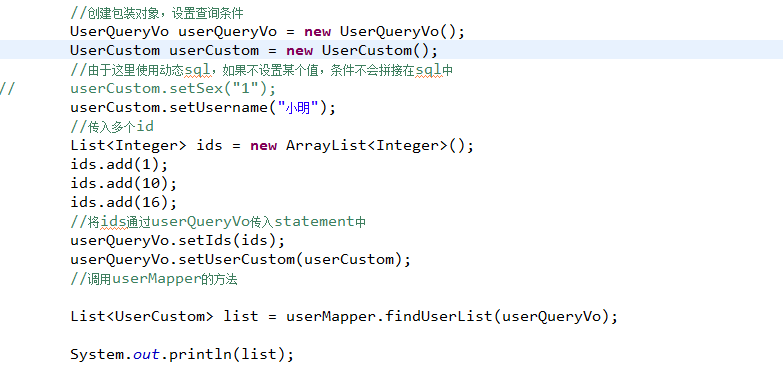 //创建包装对象，设置查询条件
UserQueryVo userQueryVo = new UserQueryVo();
UserCustom userCustom = new UserCustom();
//由于这里使用动态sql，如果不设置某个值，条件不会拼接在sql中
// userCustom.setSex("1");
userCustom.setUsername("小明");
//传入多个id
List<Integer> ids = new ArrayList<Integer>();
ids.add(1);
ids.add(10);
ids.add(16);
//将ids通过userQueryVo传入statement中
userQueryVo.setIds(ids);
userQueryVo.setUserCustom(userCustom);
//调用userMapper的方法
List<UserCustom> list = userMapper.findUserList(userQueryVo);
System.out.println(list);